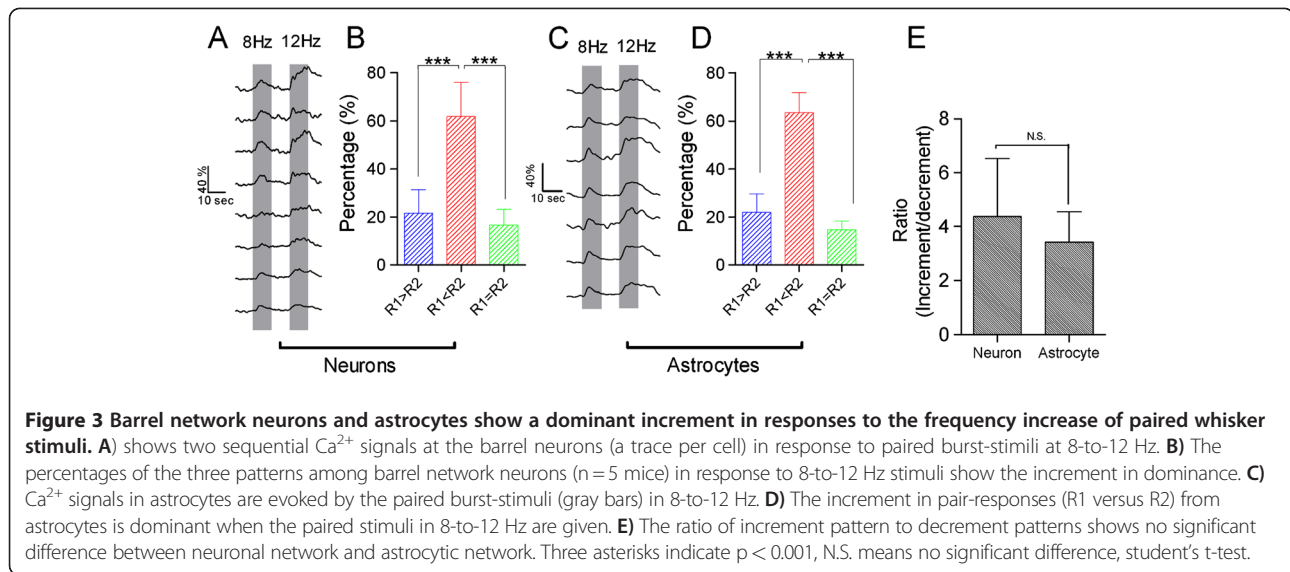 A
8Hz 12Hz
40 %
10 sec
B
*** ***
Percentage (%)
80
60
40
20
0
R1>R2
R1<R2
R1=R2
Neurons
C
8Hz 12Hz
40%
10 sec
D
*** ***
Percentage (%)
80
60
40
20
0
R1>R2
R1<R2
R1=R2
Astrocytes
E
N.S.
Ratio
(Increment/decrement)
8
6
4
2
0
Neuron Astrocyte
Figure 3 Barrel network neurons and astrocytes show a dominant increment in responses to the frequency increase of paired whisker
stimuli. A) shows two sequential Ca2+ signals at the barrel neurons (a trace per cell) in response to paired burst-stimili at 8-to-12 Hz. B) The
percentages of the three patterns among barrel network neurons (n = 5 mice) in response to 8-to-12 Hz stimuli show the increment in dominance. C)
Ca2+ signals in astrocytes are evoked by the paired burst-stimuli (gray bars) in 8-to-12 Hz. D) The increment in pair-responses (R1 versus R2) from
astrocytes is dominant when the paired stimuli in 8-to-12 Hz are given. E) The ratio of increment pattern to decrement patterns shows no significant
difference between neuronal network and astrocytic network. Three asterisks indicate p < 0.001, N.S. means no significant difference, student's t-test.